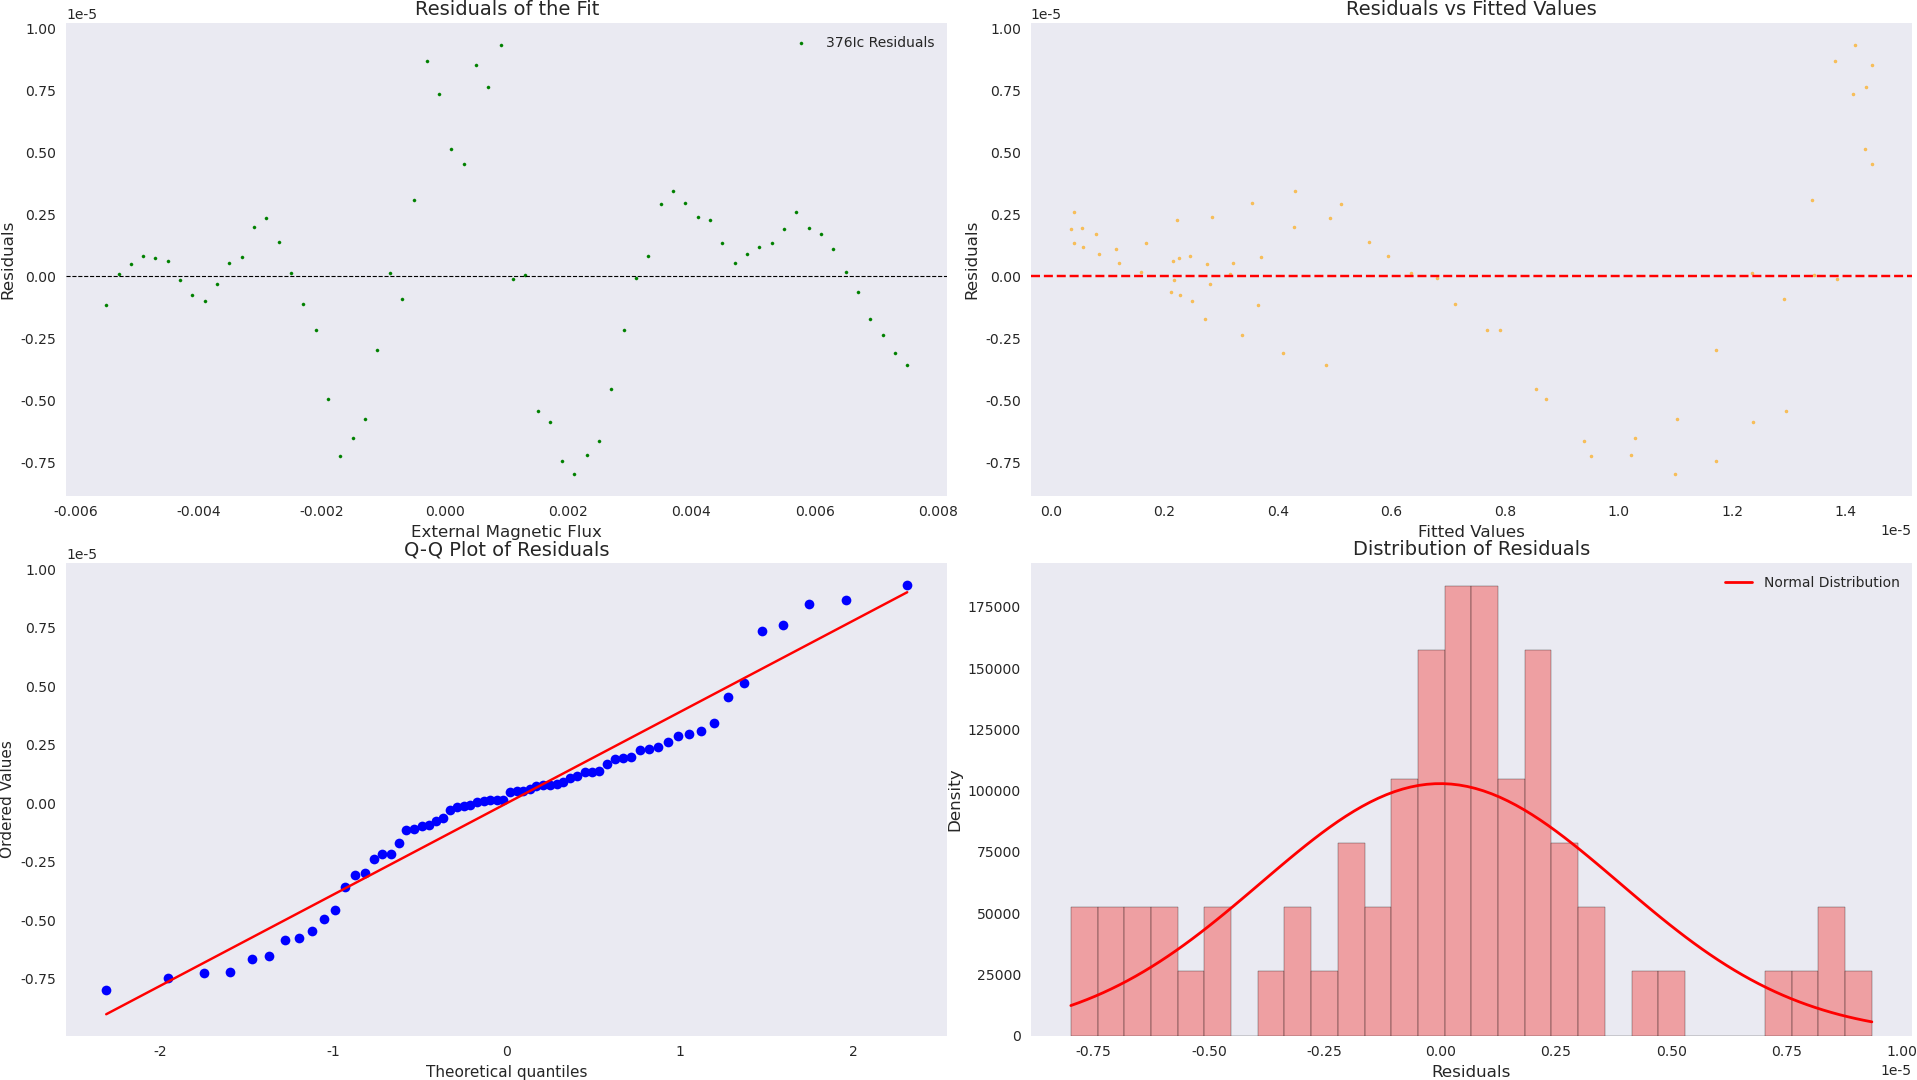 Residuals of the Fit
1e-5
376Ic Residuals
1.00
0.75
0.50
0.25
0.00
-0.25
-0.50
-0.75
Residuals
-0.006 -0.004 -0.002 0.000 0.002 0.004 0.006 0.008
External Magnetic Flux
Residuals vs Fitted Values
1e-5
1.00
0.75
0.50
0.25
0.00
-0.25
-0.50
-0.75
Residuals
0.0 0.2 0.4 0.6 0.8 1.0 1.2 1.4
1e-5
Fitted Values
Q-Q Plot of Residuals
1e-5
1.00
0.75
0.50
0.25
0.00
-0.25
-0.50
-0.75
Ordered Values
-2 -1 0 1 2
Theoretical quantiles
Distribution of Residuals
Normal Distribution
175000
150000
125000
100000
75000
50000
25000
0
Density
-0.75 -0.50 -0.25 0.00 0.25 0.50 0.75 1.00
1e-5
Residuals